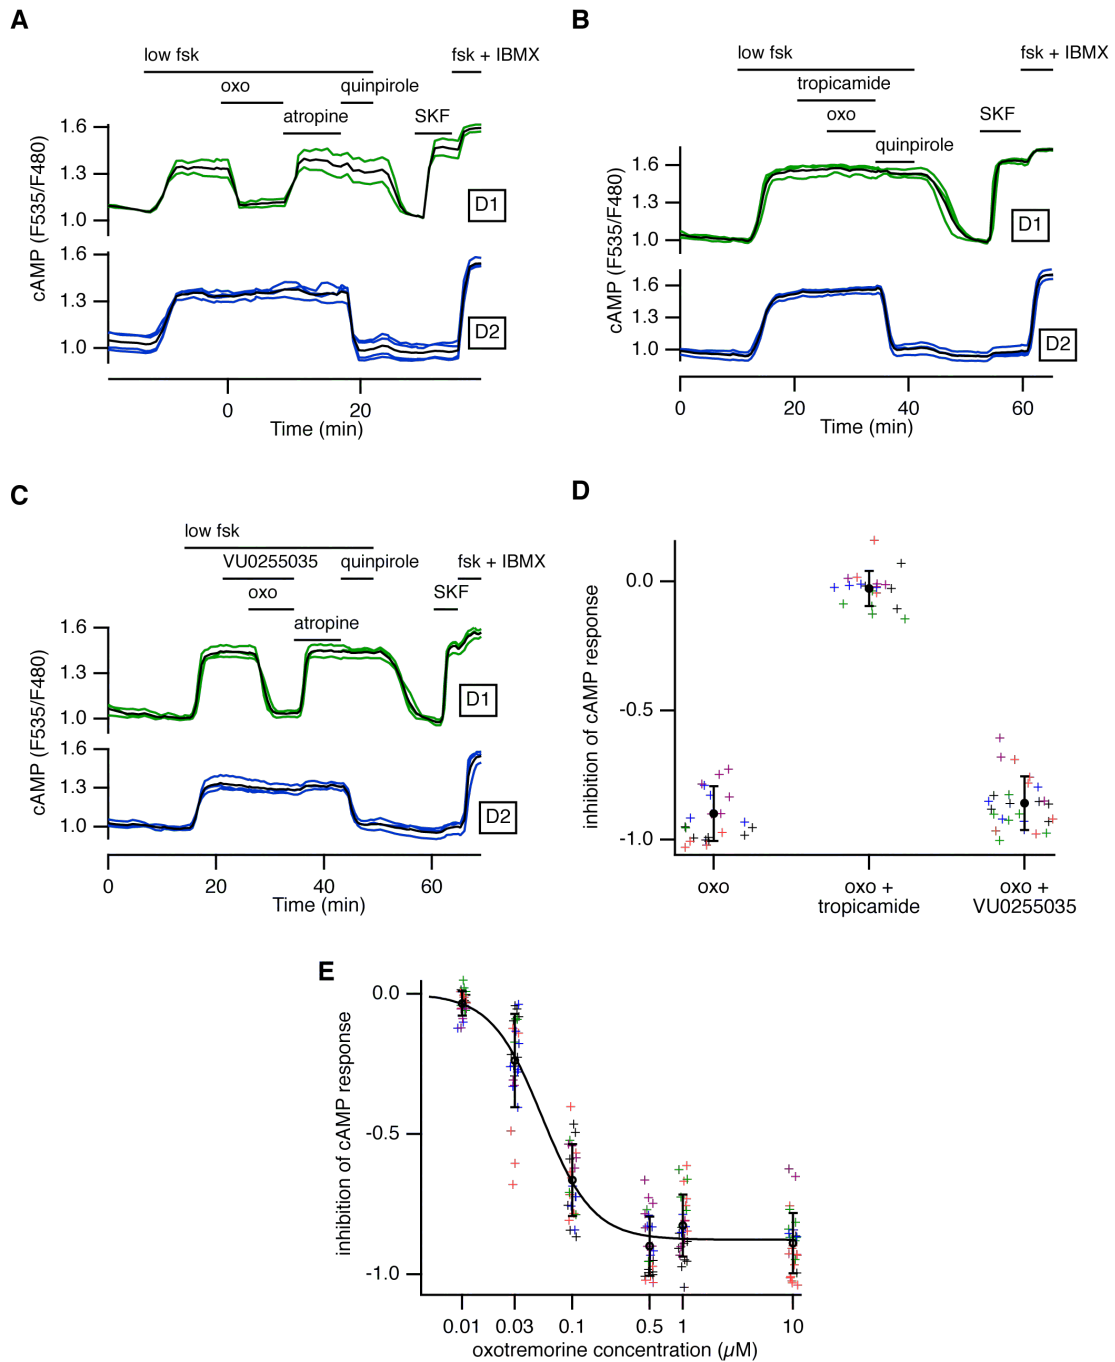 A
low fsk
fsk + IBMX
oxo
quinpirole
atropine
SKF
1.6
1.3
1.0
D1
cAMP (F535/F480)
1.6
1.3
1.0
D2
0
20
Time (min)
B
low fsk
fsk + IBMX
tropicamide
oxo
SKF
quinpirole
1.6
1.3
1.0
D1
cAMP (F535/F480)
1.6
1.3
1.0
D2
0
20
40
60
Time (min)
C
low fsk
VU0255035
quinpirole
fsk + IBMX
oxo
SKF
atropine
1.6
1.3
1.0
D1
cAMP (F535/F480)
1.6
1.3
1.0
D2
0
20
40
60
Time (min)
D
inhibition of cAMP response
0.0
-0.5
-1.0
oxo
oxo +
tropicamide
oxo +
VU0255035
E
inhibition of cAMP response
0.0
-0.5
-1.0
0.01
0.03
0.1
0.5
1
10
oxotremorine concentration (µM)